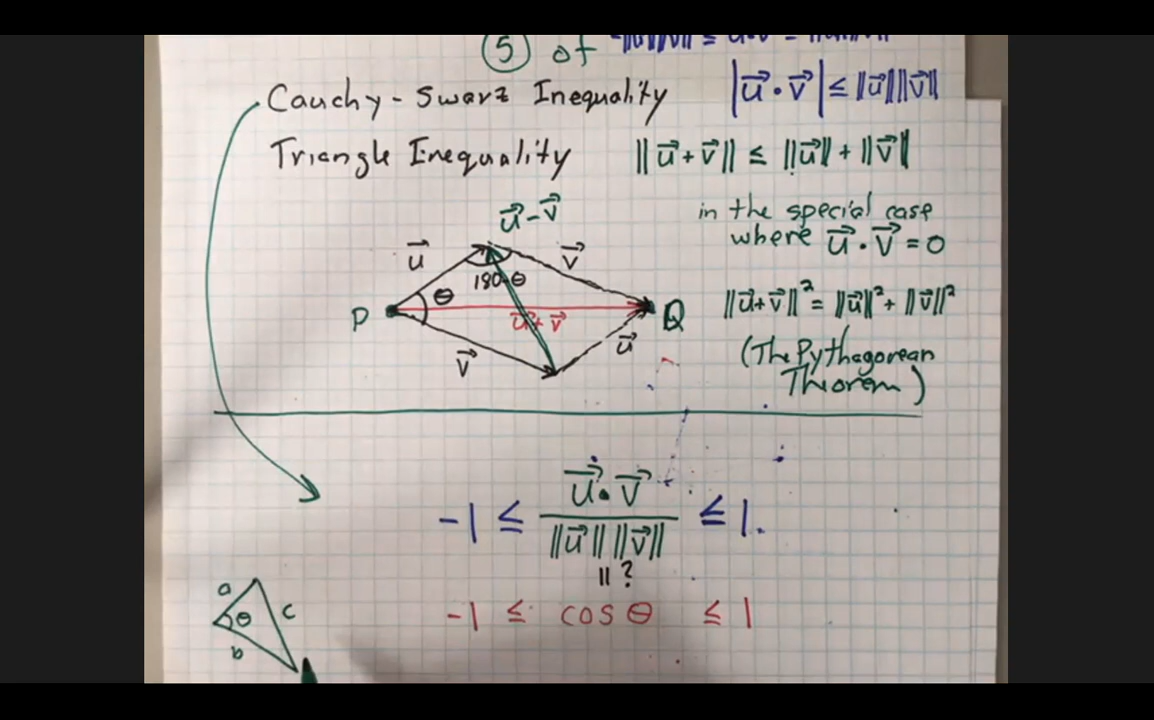 ⑤ of -‖u⃗‖‖v⃗‖ ≤ u⃗·v⃗ ≤ ‖u⃗‖‖v⃗‖
Cauchy-Swarz Inequality |u⃗ · v⃗| ≤ ‖u⃗‖‖v⃗‖
Triangle Inequality ‖u⃗ + v⃗‖ ≤ ‖u⃗‖ + ‖v⃗‖
u⃗ - v⃗
in the special case
where u⃗ · v⃗ = 0
u⃗
v⃗
180-θ
θ
P
u⃗ + v⃗
Q
v⃗
u⃗
‖u⃗+v⃗‖² = ‖u⃗‖² + ‖v⃗‖²
(The Pythagorean
Theorem)
-1 ≤ u⃗ · v⃗ / ‖u⃗‖ ‖v⃗‖ ≤ 1.
‖ ?
-1 ≤ cos θ ≤ 1
a
θ
c
b